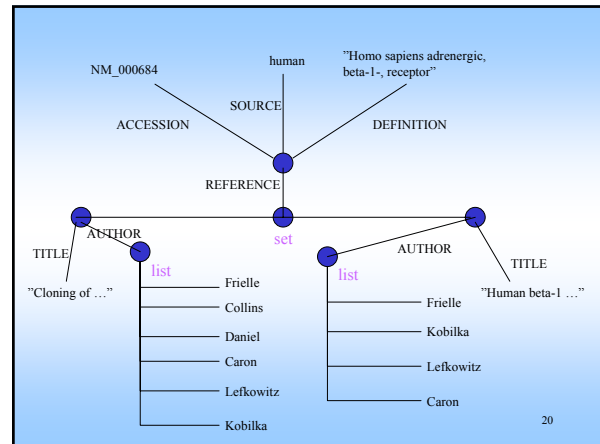 NM_000684
human
”Homo sapiens adrenergic,
beta-1-, receptor”
SOURCE
ACCESSION
DEFINITION
REFERENCE
set
AUTHOR
TITLE
list
”Cloning of …”
Frielle
Collins
Daniel
Caron
Lefkowitz
Kobilka
AUTHOR
list
TITLE
”Human beta-1 …”
Frielle
Kobilka
Lefkowitz
Caron
20